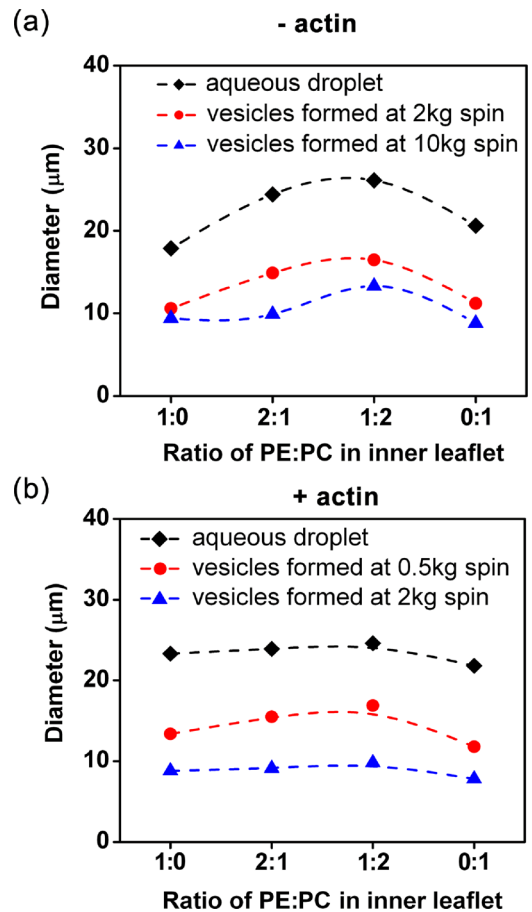 (a)
- actin
40
30
20
10
0
Diameter (μm)
aqueous droplet
vesicles formed at 2kg spin
vesicles formed at 10kg spin
1:0 2:1 1:2 0:1
Ratio of PE:PC in inner leaflet
(b)
+ actin
40
30
20
10
0
Diameter (μm)
aqueous droplet
vesicles formed at 0.5kg spin
vesicles formed at 2kg spin
1:0 2:1 1:2 0:1
Ratio of PE:PC in inner leaflet